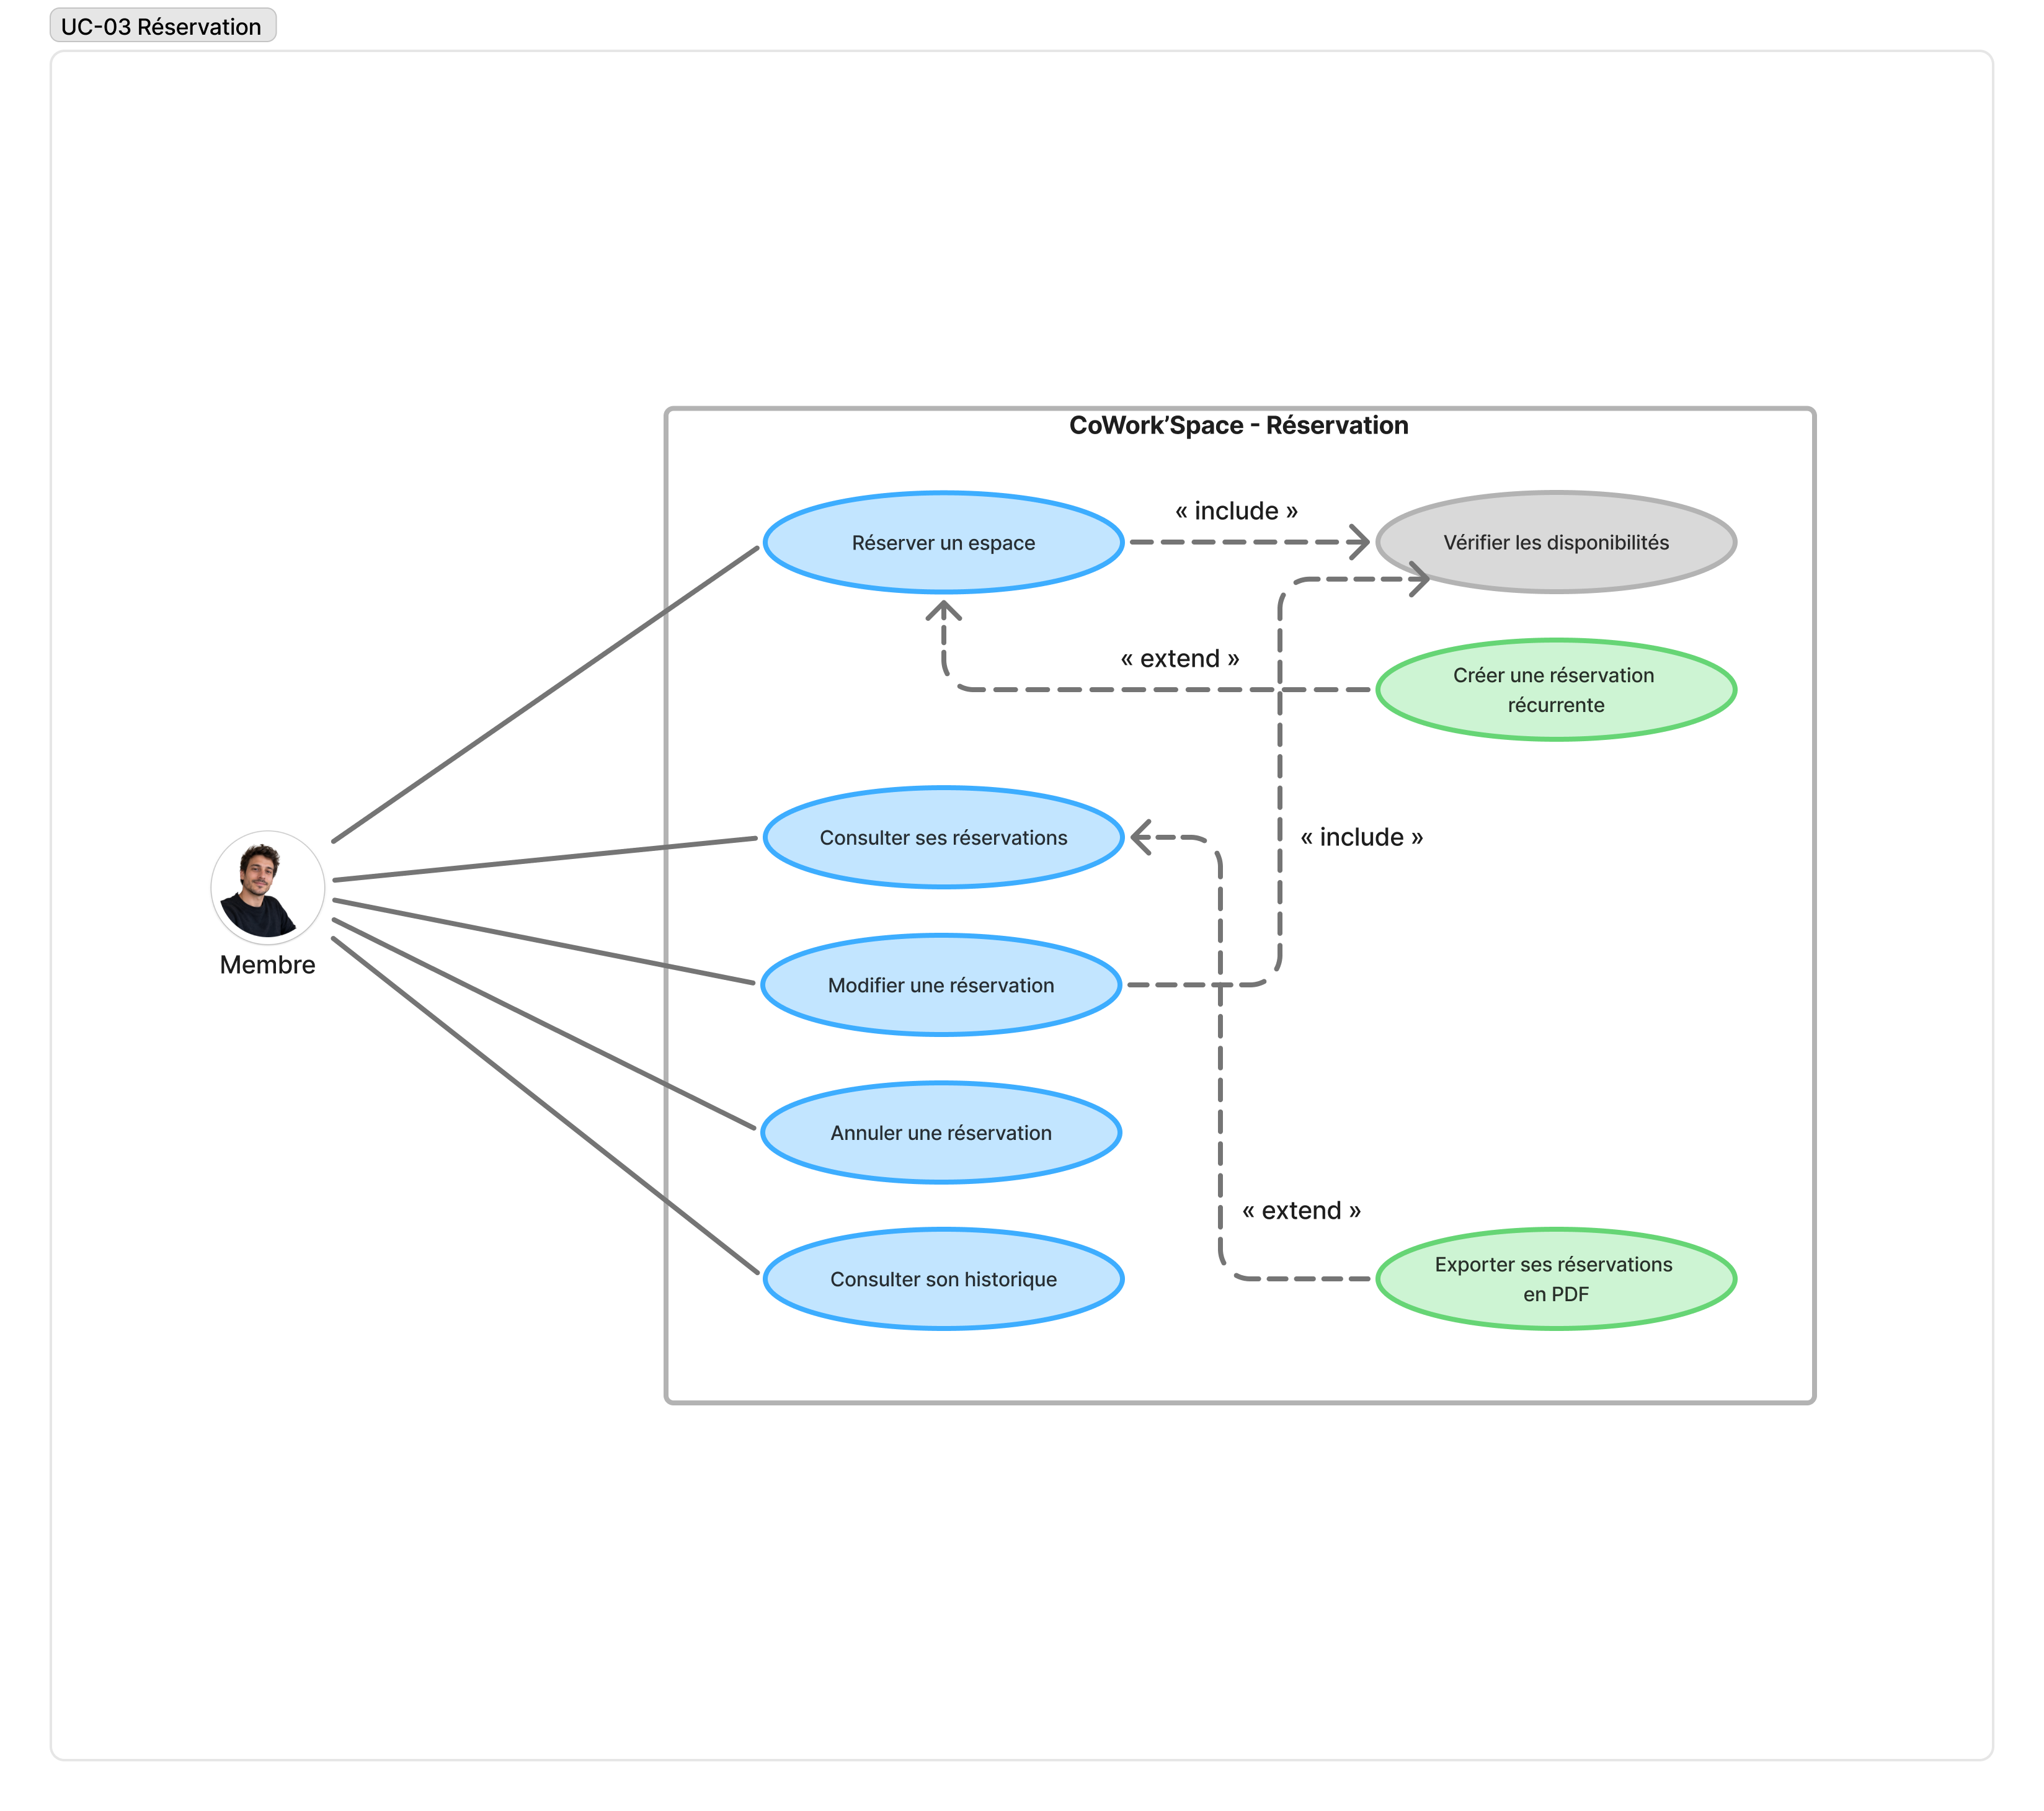 UC-03 Réservation
CoWork’Space - Réservation
Réserver un espace
« include »
Vérifier les disponibilités
« extend »
Créer une réservation
récurrente
Consulter ses réservations
« include »
Membre
Modifier une réservation
Annuler une réservation
« extend »
Consulter son historique
Exporter ses réservations
en PDF